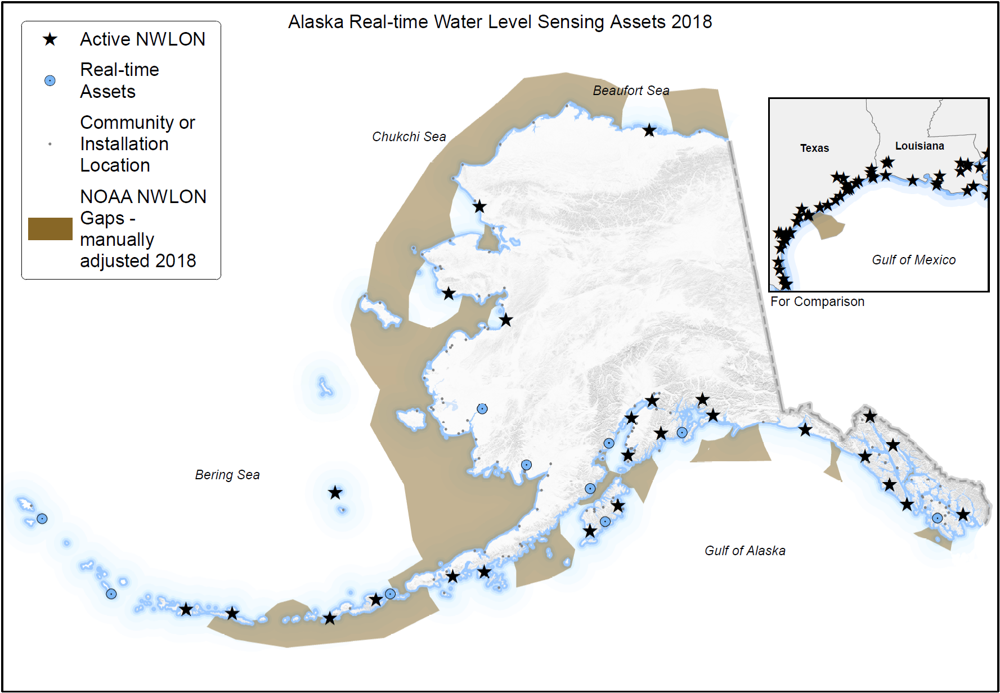 Alaska Real-time Water Level Sensing Assets 2018
Active NWLON
Real-time
Assets
Community or
Installation
Location
NOAA NWLON
Gaps -
manually
adjusted 2018
Beaufort Sea
Chukchi Sea
Texas
Louisiana
Gulf of Mexico
For Comparison
Bering Sea
Gulf of Alaska